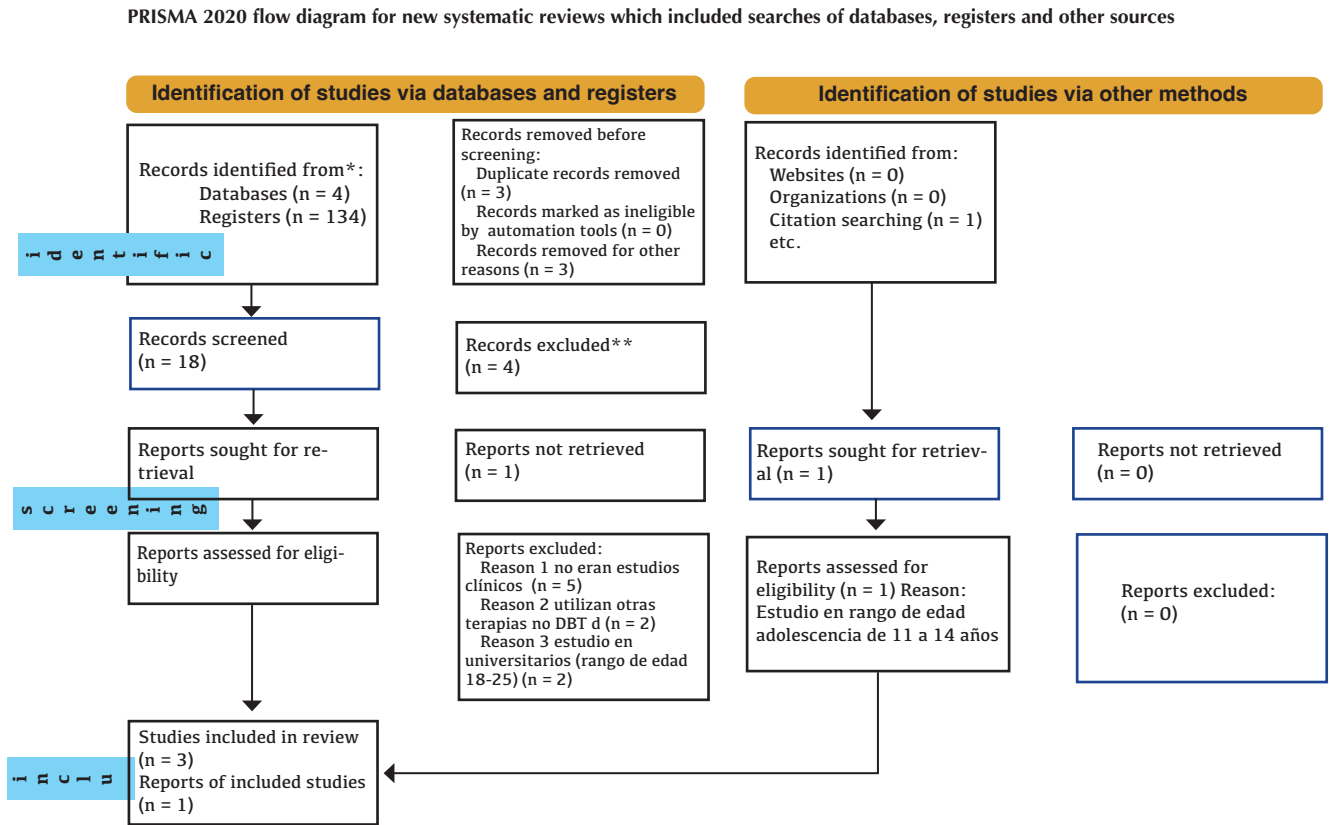 PRISMA 2020 flow diagram for new systematic reviews which included searches of databases, registers and other sources
Identification of studies via databases and registers
Identification of studies via other methods
Records identified from*:
Databases (n = 4)
Registers (n = 134)
Records removed before
screening:
Duplicate records removed
(n = 3)
Records marked as ineligible
by automation tools (n = 0)
Records removed for other
reasons (n = 3)
Records identified from:
Websites (n = 0)
Organizations (n = 0)
Citation searching (n = 1)
etc.
identific
Records screened
(n = 18)
Records excluded**
(n = 4)
Reports sought for re-
trieval
Reports not retrieved
(n = 1)
Reports sought for retriev-
al (n = 1)
Reports not retrieved
(n = 0)
screening
Reports assessed for eligi-
bility
Reports excluded:
Reason 1 no eran estudios
clínicos (n = 5)
Reason 2 utilizan otras
terapias no DBT d (n = 2)
Reason 3 estudio en
universitarios (rango de edad
18-25) (n = 2)
Reports assessed for
eligibility (n = 1) Reason:
Estudio en rango de edad
adolescencia de 11 a 14 años
Reports excluded:
(n = 0)
Studies included in review
(n = 3)
Reports of included studies
(n = 1)
inclu